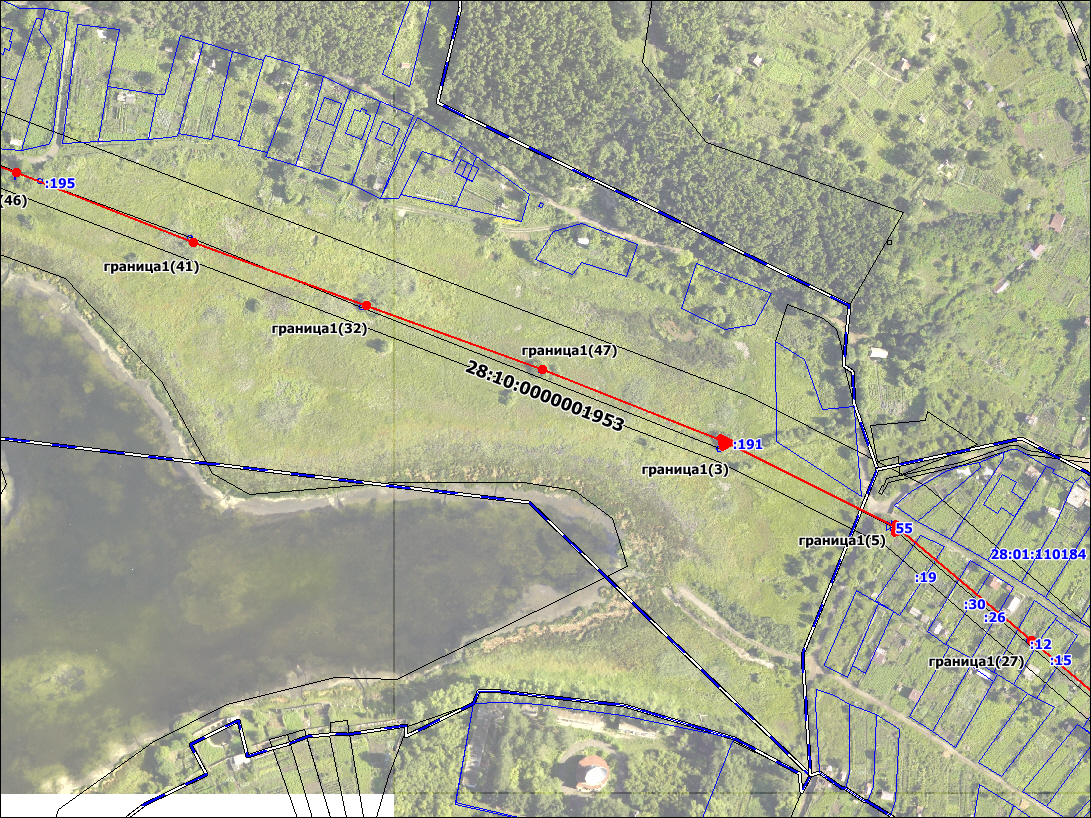 :195
(46)
граница1(41)
граница1(32)
граница1(47)
28:10:0000001953
:191
граница1(3)
55
граница1(5)
28:01:110184
:19
:30
:26
:12
:15
граница1(27)